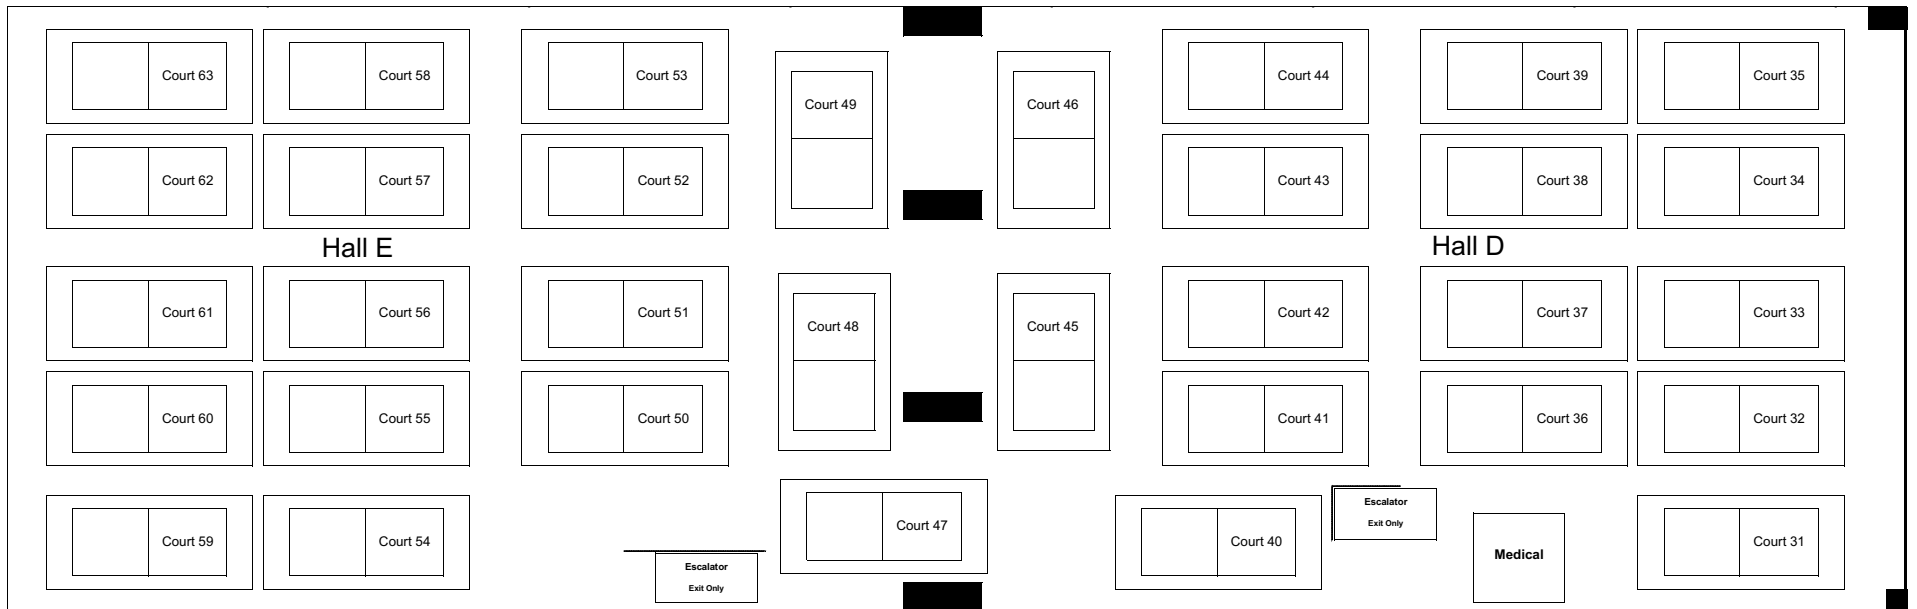 Court 63
Court 58
Court 53
Court 49
Court 46
Court 44
Court 39
Court 35
Court 62
Court 57
Court 52
Court 43
Court 38
Court 34
Hall E
Hall D
Court 61
Court 56
Court 51
Court 48
Court 45
Court 42
Court 37
Court 33
Court 60
Court 55
Court 50
Court 41
Court 36
Court 32
Court 59
Court 54
Escalator
Exit Only
Court 47
Court 40
Escalator
Exit Only
Medical
Court 31